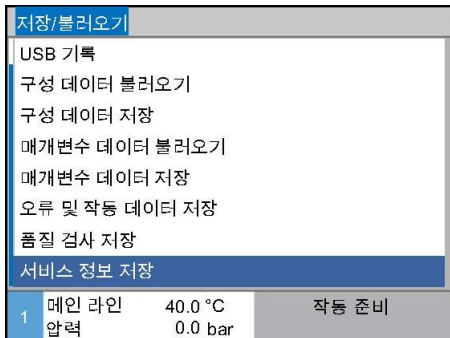 저장/불러오기
USB 기록
구성 데이터 불러오기
구성 데이터 저장
매개변수 데이터 불러오기
매개변수 데이터 저장
오류 및 작동 데이터 저장
품질 검사 저장
서비스 정보 저장
1 메인 라인 40.0 °C 작동 준비
압력 0.0 bar